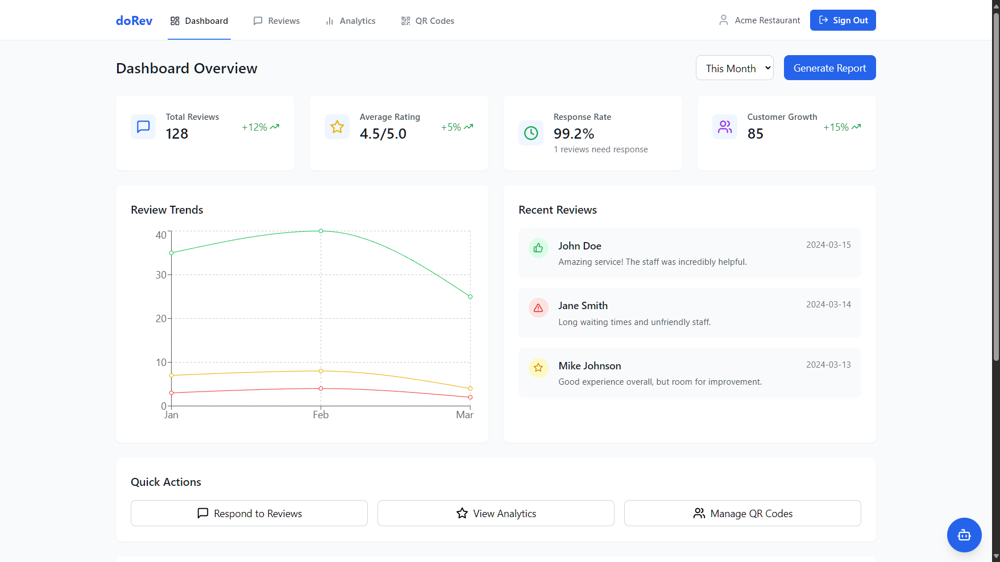 doRev
Dashboard
Reviews
Analytics
QR Codes
Acme Restaurant
Sign Out
Dashboard Overview
This Month
Generate Report
Total Reviews
128
+12%
Average Rating
4.5/5.0
+5%
Response Rate
99.2%
1 reviews need response
Customer Growth
85
+15%
Review Trends
40
30
20
10
0
Jan
Feb
Mar
Recent Reviews
John Doe
2024-03-15
Amazing service! The staff was incredibly helpful.
Jane Smith
2024-03-14
Long waiting times and unfriendly staff.
Mike Johnson
2024-03-13
Good experience overall, but room for improvement.
Quick Actions
Respond to Reviews
View Analytics
Manage QR Codes